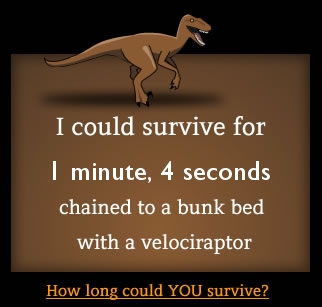 I could survive for
1 minute, 4 seconds
chained to a bunk bed
with a velociraptor
How long could YOU survive?